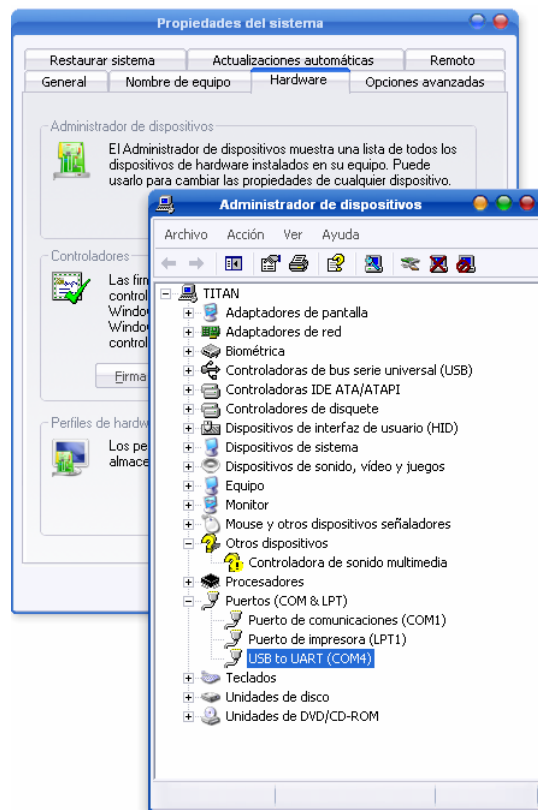 Propiedades del sistema
Restaurar sistema
Actualizaciones automáticas
Remoto
General
Nombre de equipo
Hardware
Opciones avanzadas
Administrador de dispositivos
El Administrador de dispositivos muestra una lista de todos los
dispositivos de hardware instalados en su equipo. Puede
usarlo para cambiar las propiedades de cualquier dispositivo.
Controladores
Las firm
control
Windo
Windo
control
Firma
Perfiles de hardw
Los pe
almace
Administrador de dispositivos
Archivo Acción Ver Ayuda
TITAN
Adaptadores de pantalla
Adaptadores de red
Biométrica
Controladoras de bus serie universal (USB)
Controladoras IDE ATA/ATAPI
Controladores de disquete
Dispositivos de interfaz de usuario (HID)
Dispositivos de sistema
Dispositivos de sonido, vídeo y juegos
Equipo
Monitor
Mouse y otros dispositivos señaladores
Otros dispositivos
Controladora de sonido multimedia
Procesadores
Puertos (COM & LPT)
Puerto de comunicaciones (COM1)
Puerto de impresora (LPT1)
USB to UART (COM4)
Teclados
Unidades de disco
Unidades de DVD/CD-ROM